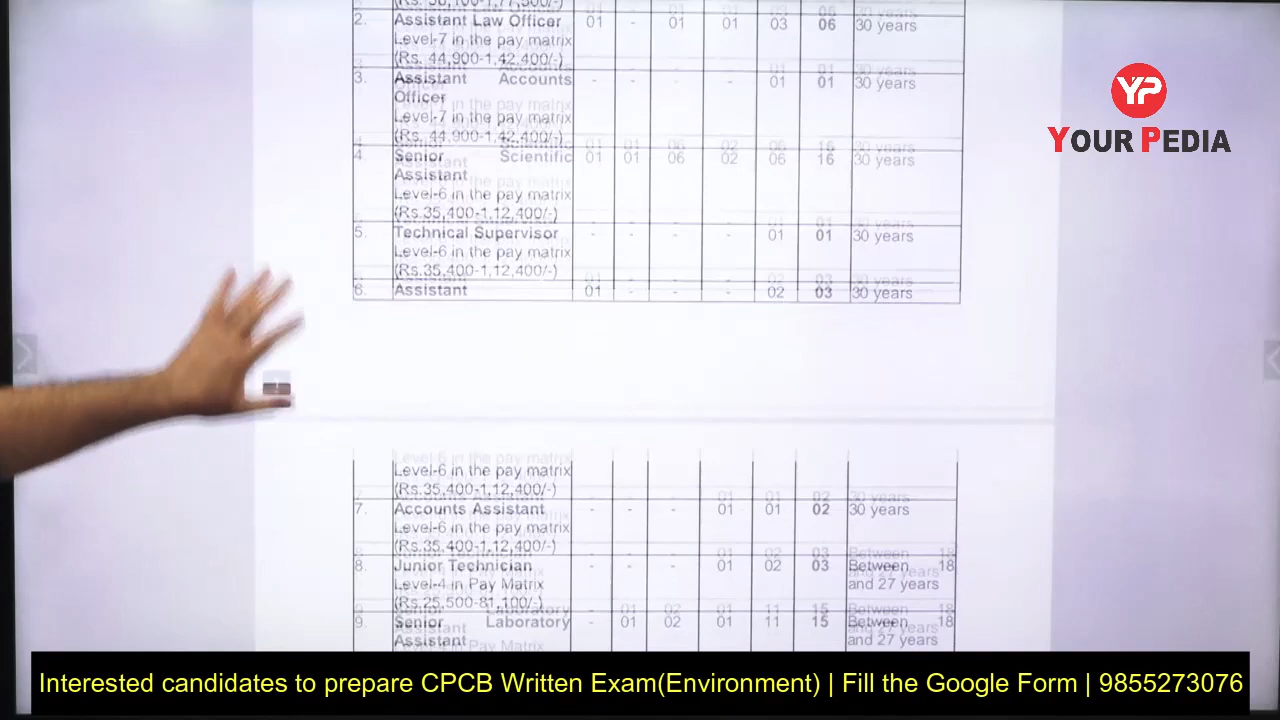 (Rs. 56,100-1,77,500/-)
2. Assistant Law Officer 01 - 01 01 03 06 30 years
Level-7 in the pay matrix
(Rs. 44,900-1,42,400/-)
3. Assistant Accounts - - - - 01 01 30 years
Officer
Level-7 in the pay matrix
(Rs. 44,900-1,42,400/-)
4. Senior Scientific 01 01 06 02 06 16 30 years
Assistant
Level-6 in the pay matrix
(Rs.35,400-1,12,400/-)
5. Technical Supervisor - - - - 01 01 30 years
Level-6 in the pay matrix
(Rs.35,400-1,12,400/-)
6. Assistant 01 - - - 02 03 30 years
1
Level-6 in the pay matrix
(Rs.35,400-1,12,400/-)
7. Accounts Assistant - - - 01 01 02 30 years
Level-6 in the pay matrix
(Rs.35,400-1,12,400/-)
8. Junior Technician - - - 01 02 03 Between 18
Level-4 in Pay Matrix and 27 years
(Rs.25,500-81,100/-)
9. Senior Laboratory - 01 02 01 11 15 Between 18
Assistant and 27 years
YP
YOUR PEDIA
Interested candidates to prepare CPCB Written Exam(Environment) | Fill the Google Form | 9855273076